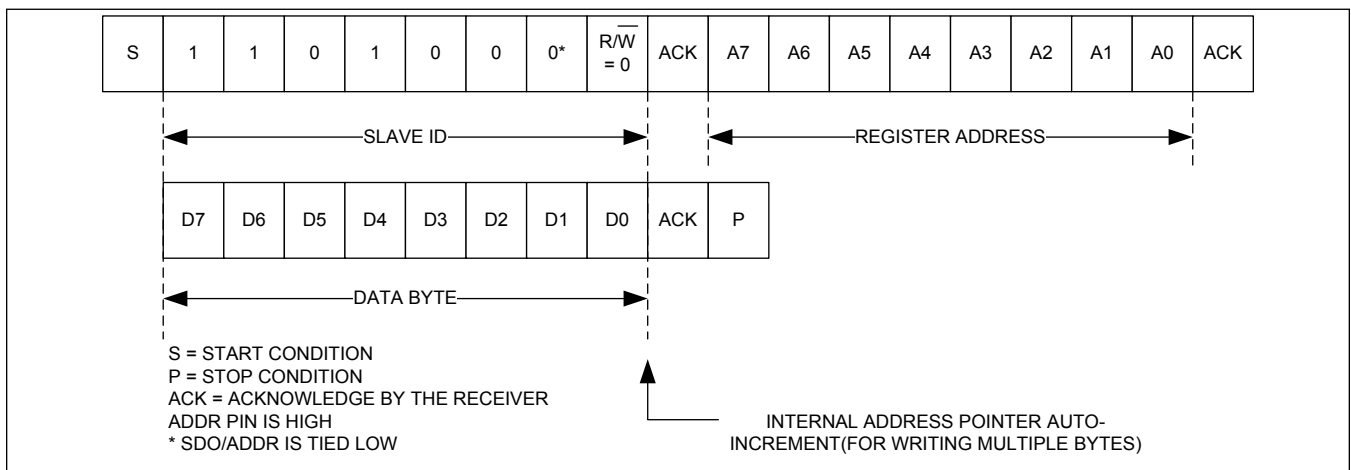 S 1 1 0 1 0 0 0* R/W̅ = 0 ACK A7 A6 A5 A4 A3 A2 A1 A0 ACK
SLAVE ID REGISTER ADDRESS
D7 D6 D5 D4 D3 D2 D1 D0 ACK P
DATA BYTE
S = START CONDITION
P = STOP CONDITION
ACK = ACKNOWLEDGE BY THE RECEIVER
ADDR PIN IS HIGH
* SDO/ADDR IS TIED LOW
INTERNAL ADDRESS POINTER AUTO-
INCREMENT(FOR WRITING MULTIPLE BYTES)